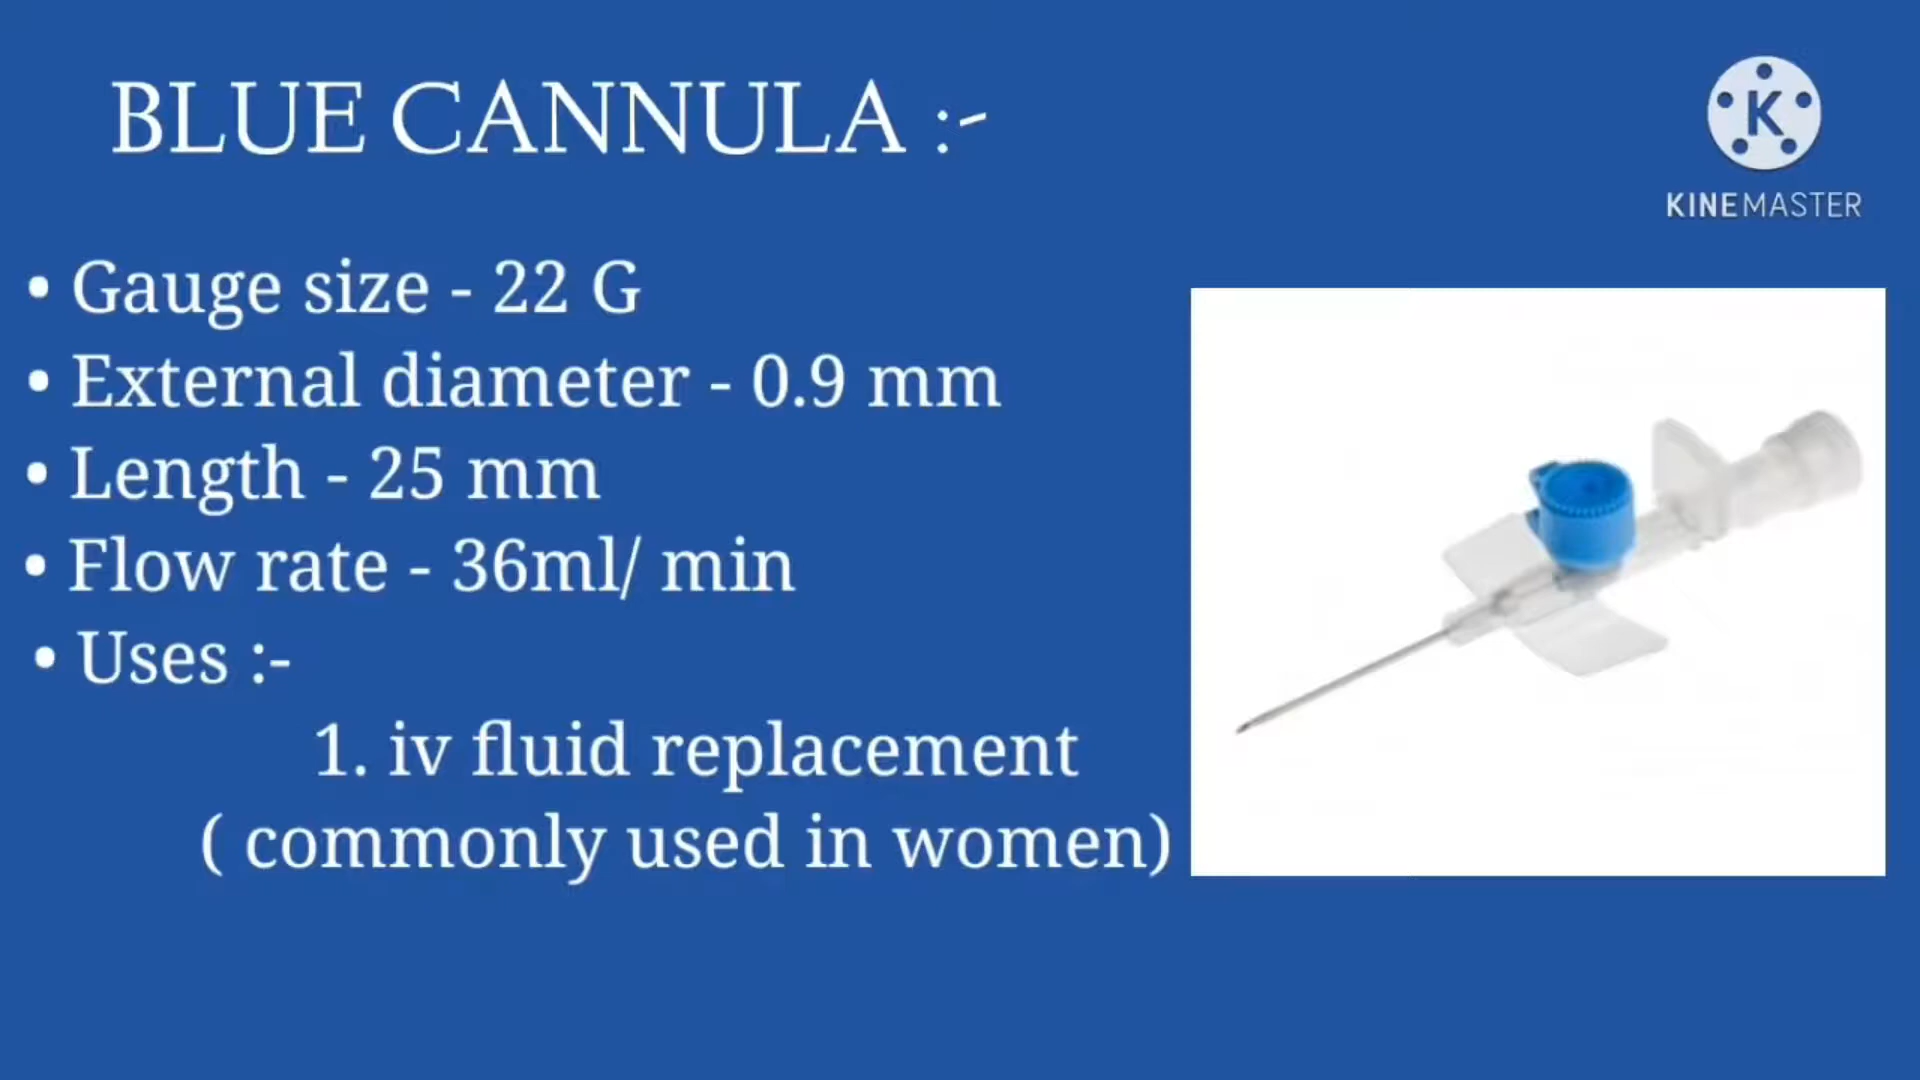 BLUE CANNULA :-
K
KINEMASTER
• Gauge size - 22 G
• External diameter - 0.9 mm
• Length - 25 mm
• Flow rate - 36ml/ min
• Uses :-
1. iv fluid replacement
( commonly used in women)